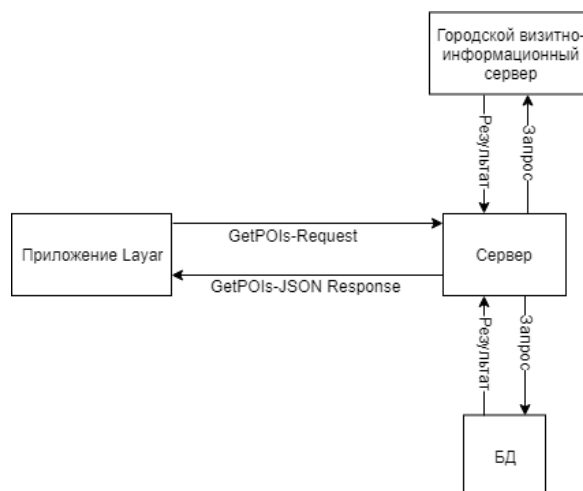 Городской визитно-
информационный
сервер
Результат
Запрос
Приложение Layar
GetPOIs-Request
Сервер
GetPOIs-JSON Response
Результат
Запрос
БД